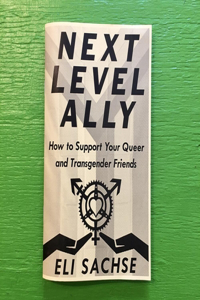 NEXT
LEVEL
ALLY
How to Support Your Queer
and Transgender Friends
ELI SACHSE